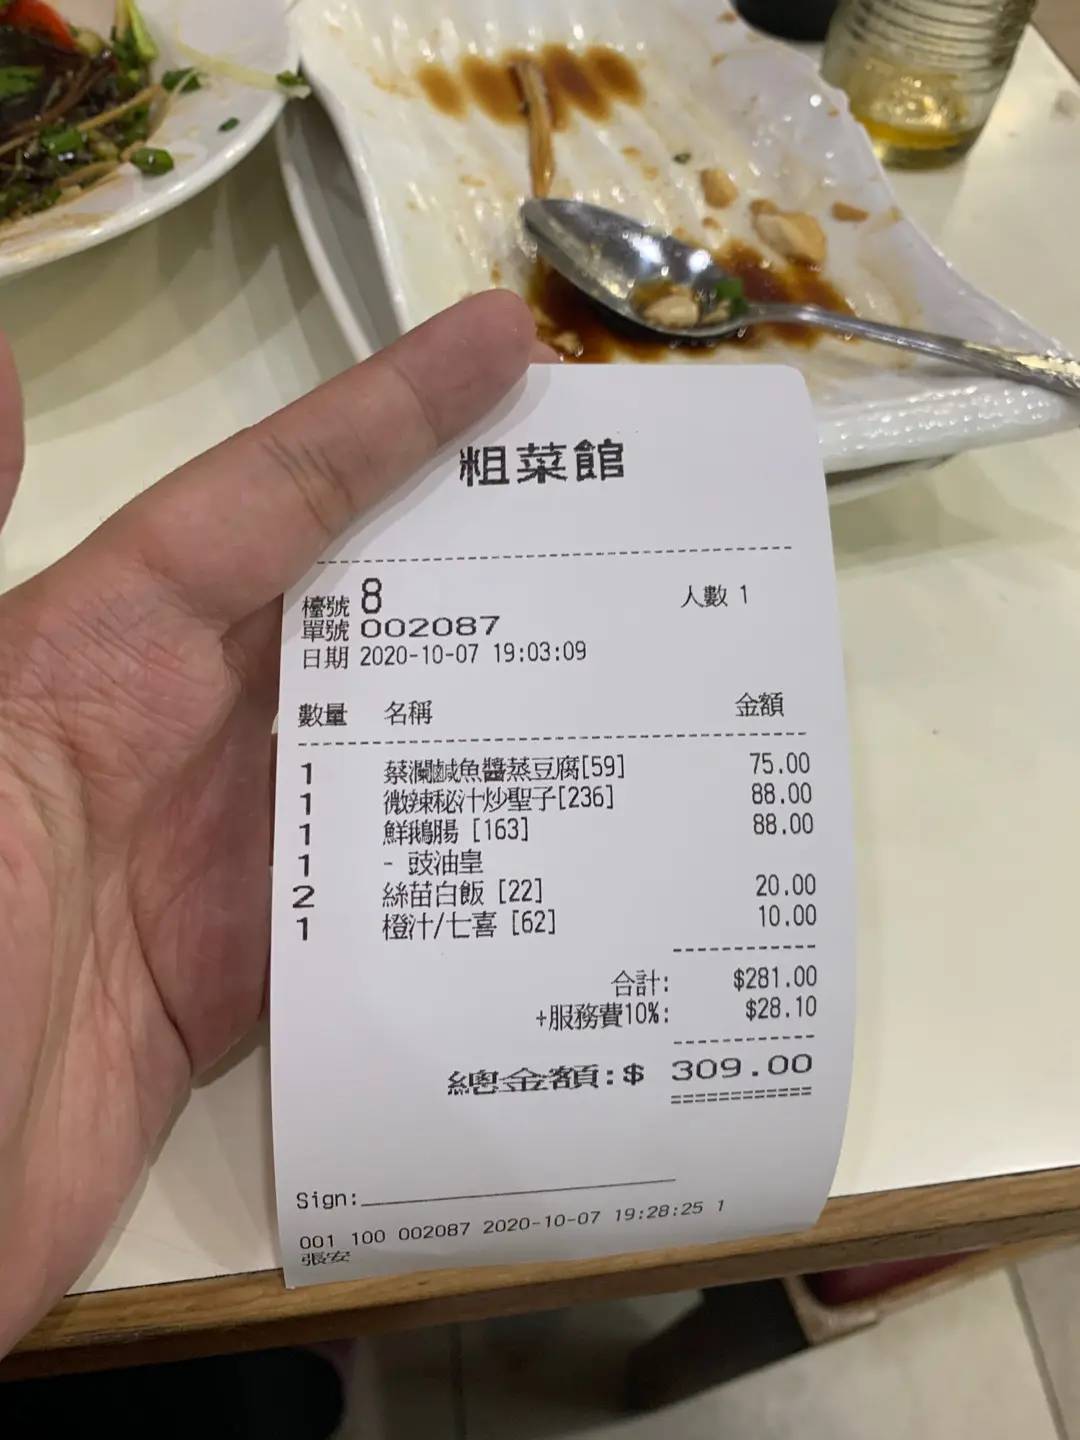 粗菜館
檯號 8 人數 1
單號 002087
日期 2020-10-07 19:03:09
數量 名稱 金額
1 蔡瀾鹹魚醬蒸豆腐[59] 75.00
1 微辣秘汁炒聖子[236] 88.00
1 鮮鵝腸 [163] 88.00
1 - 豉油皇
2 絲苗白飯 [22] 20.00
1 橙汁/七喜 [62] 10.00
合計: $281.00
+服務費10%: $28.10
總金額:$ 309.00
Sign:
001 100 002087 2020-10-07 19:28:25 1
張安